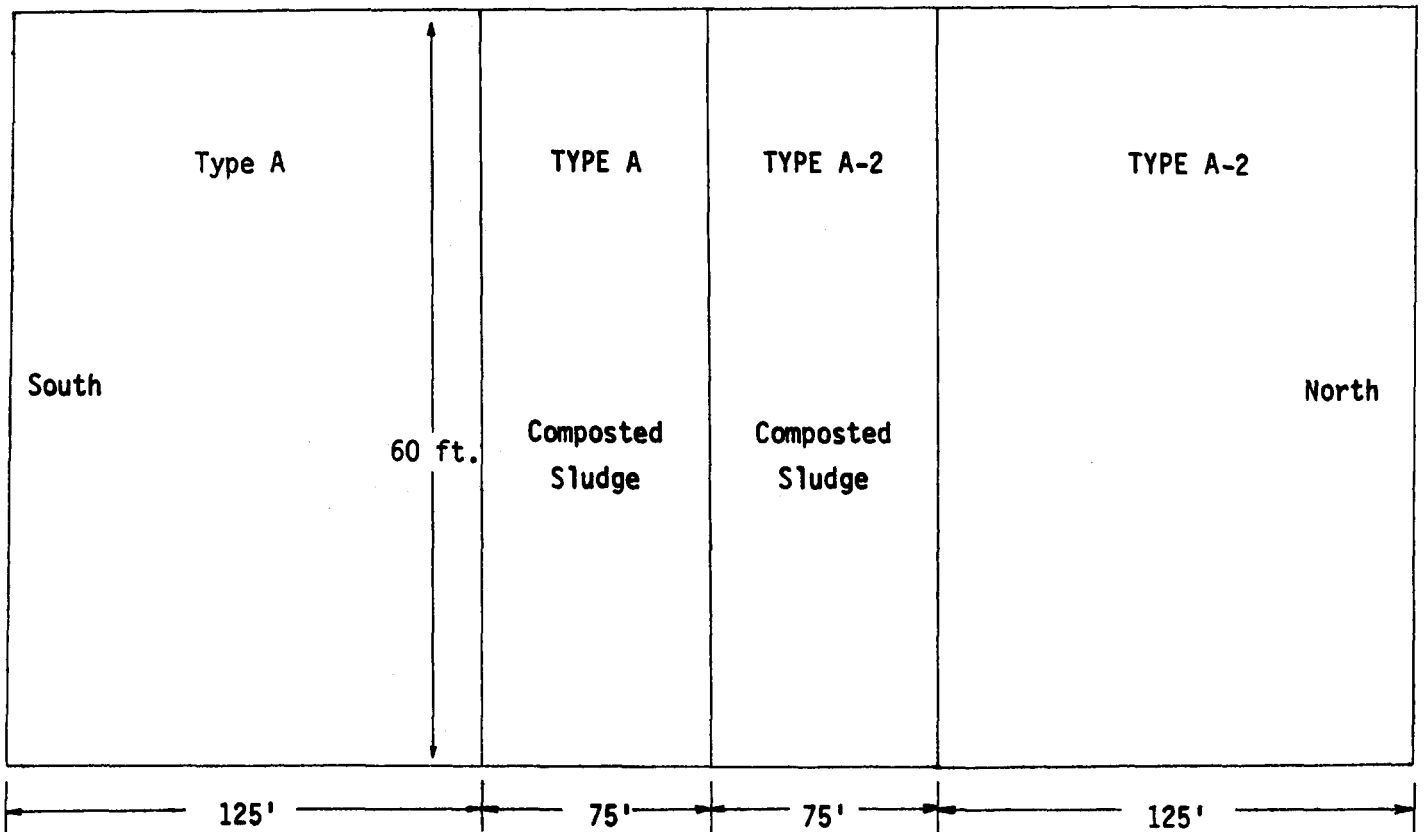 Type A
TYPE A
TYPE A-2
TYPE A-2
South
North
60 ft.
Composted
Sludge
Composted
Sludge
125'
75'
75'
125'